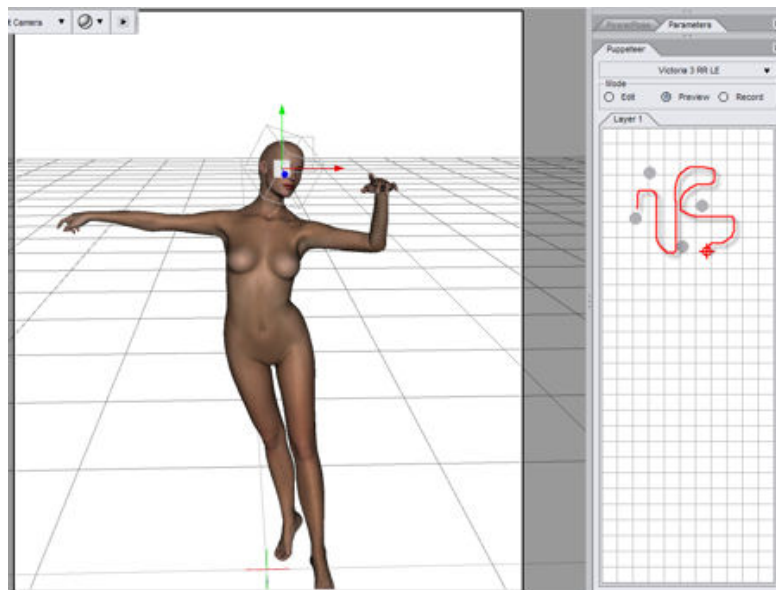 t Camera
PowerPose Parameters
Puppeteer
Victoria 3 RR LE
Mode
Edit Preview Record
Layer 1